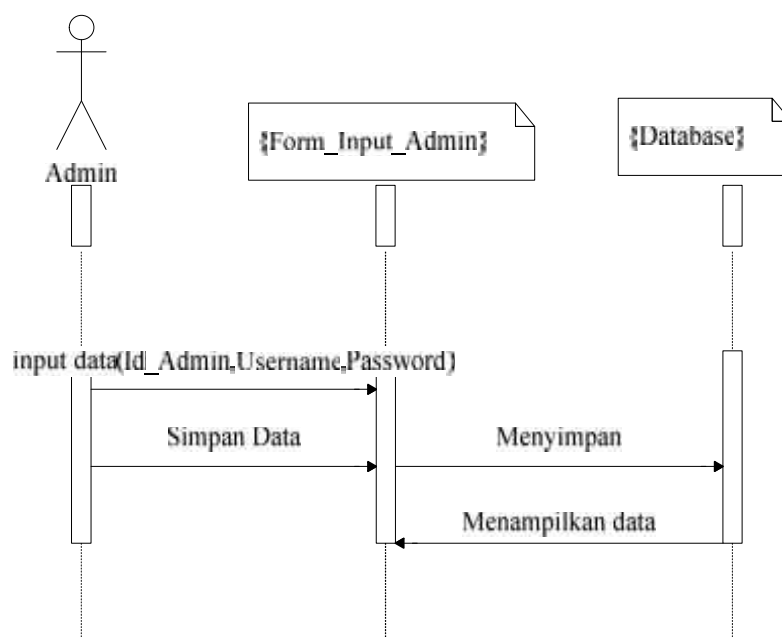 Admin
{Form_Input_Admin}
{Database}
input data(Id_Admin,Username,Password)
Simpan Data
Menyimpan
Menampilkan data